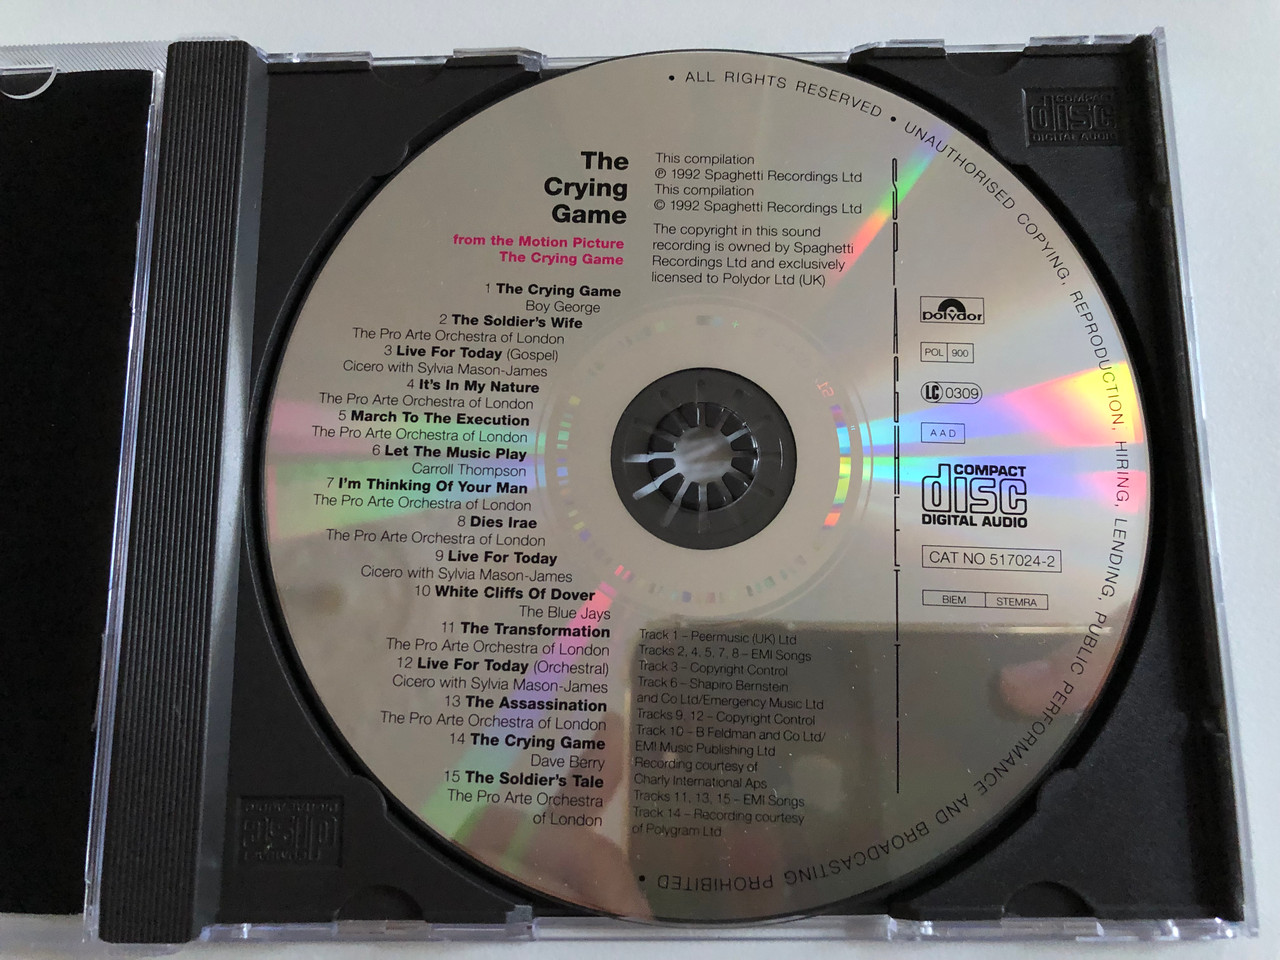 • ALL RIGHTS RESERVED • UNAUTHORISED COPYING, REPRODUCTION, HIRING, LENDING, PUBLIC PERFORMANCE AND BROADCASTING PROHIBITED •
The
Crying
Game
from the Motion Picture
The Crying Game
1 The Crying Game
Boy George
2 The Soldier's Wife
The Pro Arte Orchestra of London
3 Live For Today (Gospel)
Cicero with Sylvia Mason-James
4 It's In My Nature
The Pro Arte Orchestra of London
5 March To The Execution
The Pro Arte Orchestra of London
6 Let The Music Play
Carroll Thompson
7 I'm Thinking Of Your Man
The Pro Arte Orchestra of London
8 Dies Irae
The Pro Arte Orchestra of London
9 Live For Today
Cicero with Sylvia Mason-James
10 White Cliffs Of Dover
The Blue Jays
11 The Transformation
The Pro Arte Orchestra of London
12 Live For Today (Orchestral)
Cicero with Sylvia Mason-James
13 The Assassination
The Pro Arte Orchestra of London
14 The Crying Game
Dave Berry
15 The Soldier's Tale
The Pro Arte Orchestra
of London
This compilation
℗ 1992 Spaghetti Recordings Ltd
This compilation
© 1992 Spaghetti Recordings Ltd
The copyright in this sound
recording is owned by Spaghetti
Recordings Ltd and exclusively
licensed to Polydor Ltd (UK)
Track 1 – Peermusic (UK) Ltd
Tracks 2, 4, 5, 7, 8 – EMI Songs
Track 3 – Copyright Control
Track 6 – Shapiro Bernstein
and Co Ltd/Emergency Music Ltd
Tracks 9, 12 – Copyright Control
Track 10 – B Feldman and Co Ltd/
EMI Music Publishing Ltd
Recording courtesy of
Charly International Aps
Tracks 11, 13, 15 – EMI Songs
Track 14 – Recording courtesy
of Polygram Ltd
polydor
POL 900
LC 0309
AAD
COMPACT
disc
DIGITAL AUDIO
CAT NO 517024-2
BIEM STEMRA
COMPACT
disc
DIGITAL AUDIO
COMPACT
disc
DIGITAL AUDIO